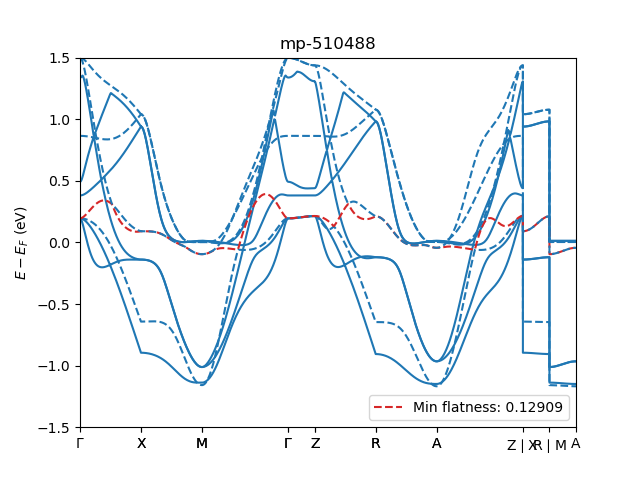 mp-510488
E − E_F (eV)
1.5
1.0
0.5
0.0
−0.5
−1.0
−1.5
Min flatness: 0.12909
Γ X M Γ Z R A Z | X R | M A